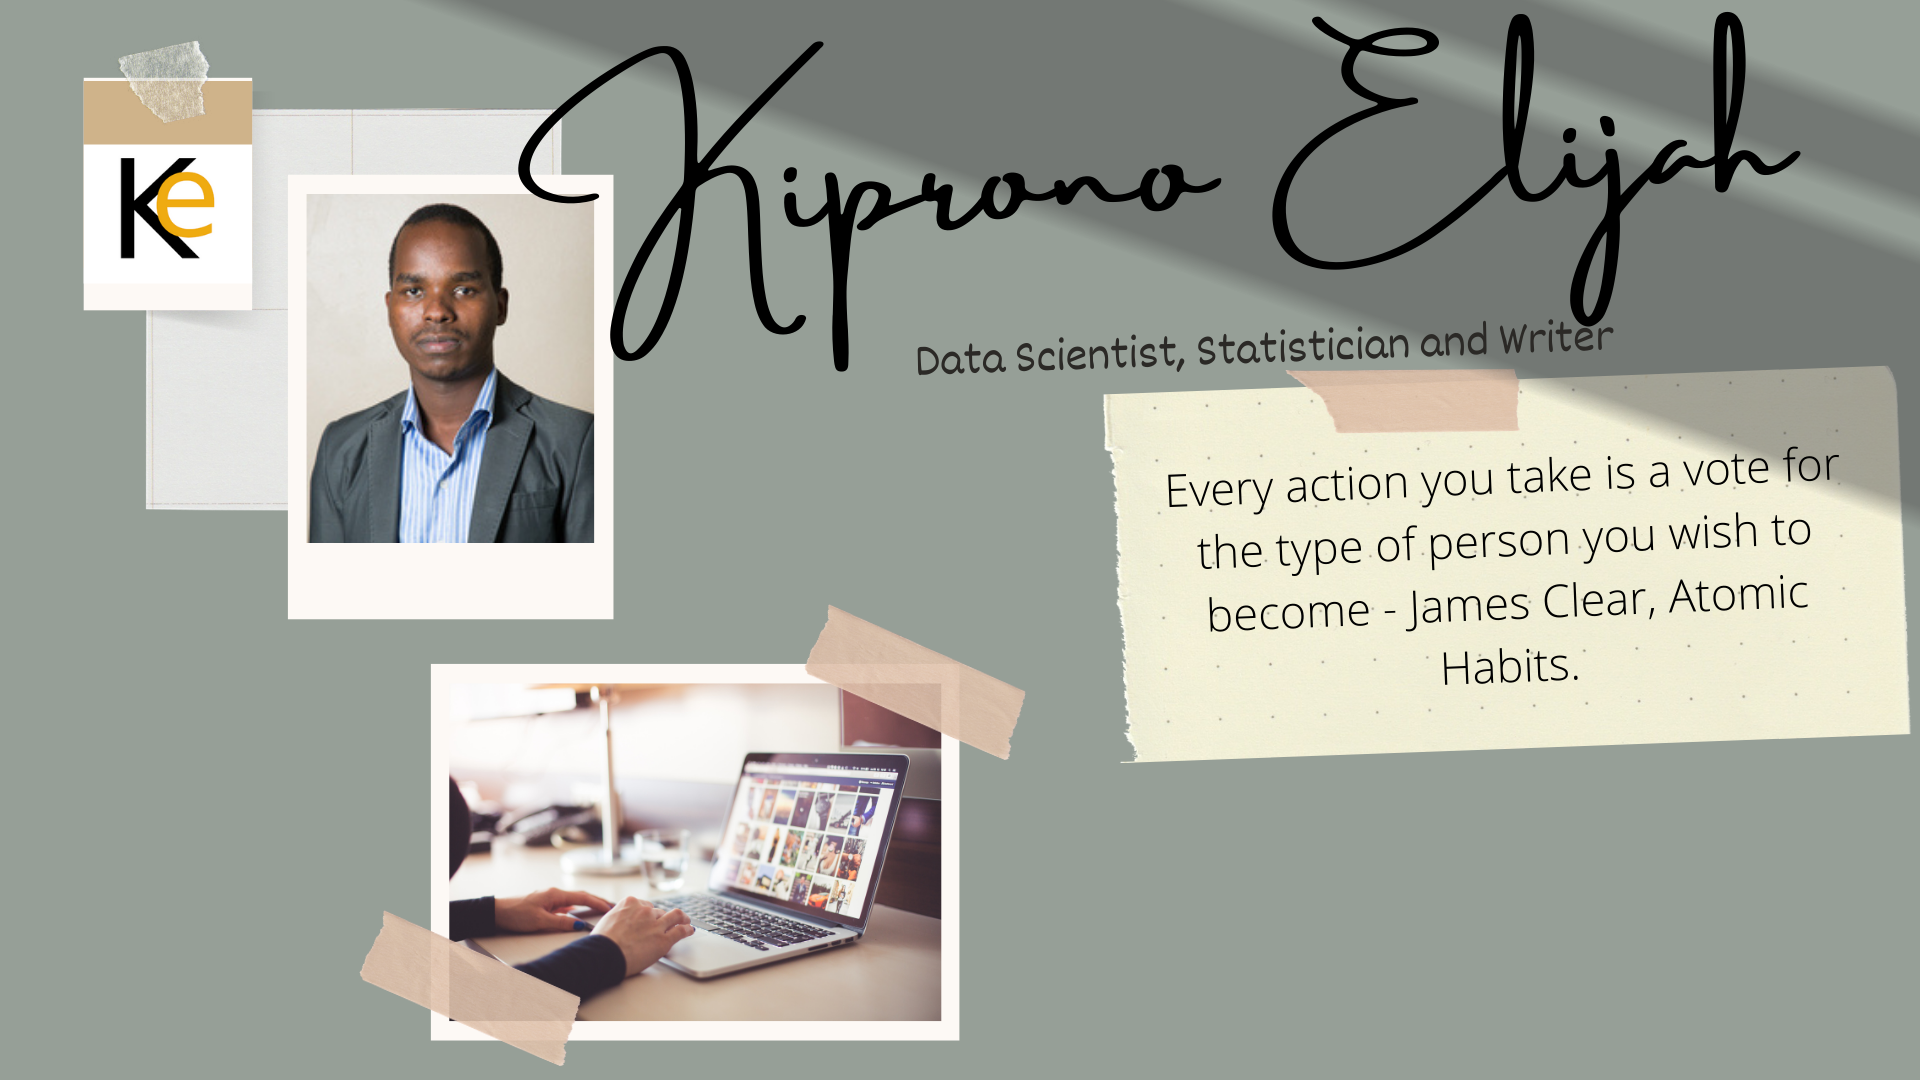 Kiprono Elijah
Ke
Data Scientist, Statistician and Writer
Every action you take is a vote for
the type of person you wish to
become - James Clear, Atomic
Habits.